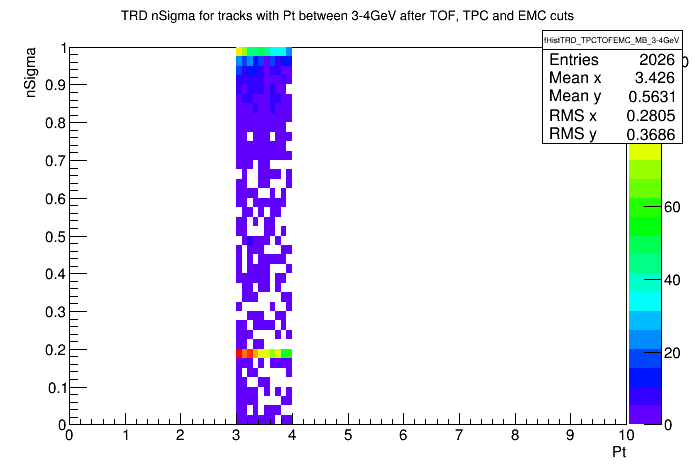 TRD nSigma for tracks with Pt between 3-4GeV after TOF, TPC and EMC cuts
fHistTRD_TPCTOFEMC_MB_3-4GeV
Entries 2026
Mean x 3.426
Mean y 0.5631
RMS x 0.2805
RMS y 0.3686
nSigma
1
0.9
0.8
0.7
0.6
0.5
0.4
0.3
0.2
0.1
0
0 1 2 3 4 5 6 7 8 9 10
Pt
60
40
20
0